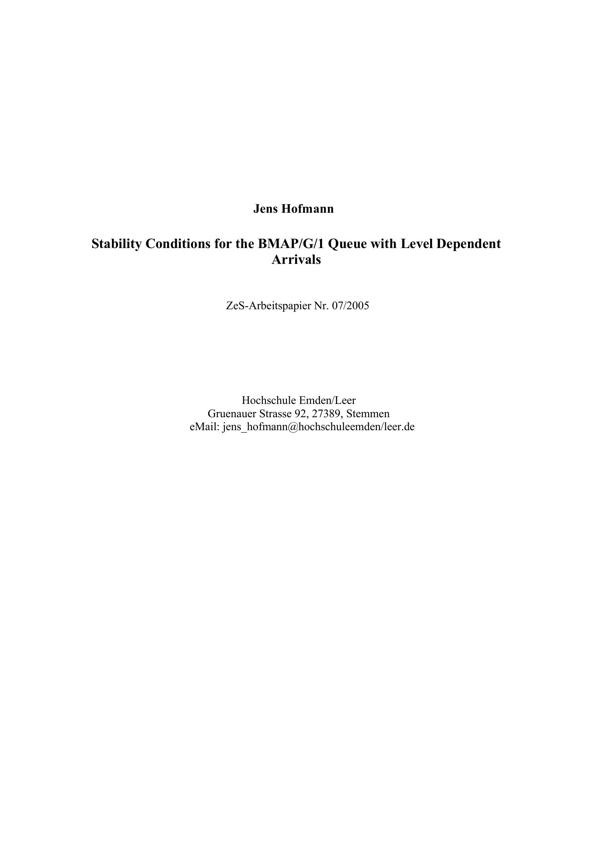 Jens Hofmann
Stability Conditions for the BMAP/G/1 Queue with Level Dependent
Arrivals
ZeS-Arbeitspapier Nr. 07/2005
Hochschule Emden/Leer
Gruenauer Strasse 92, 27389, Stemmen
eMail: jens_hofmann@hochschuleemden/leer.de